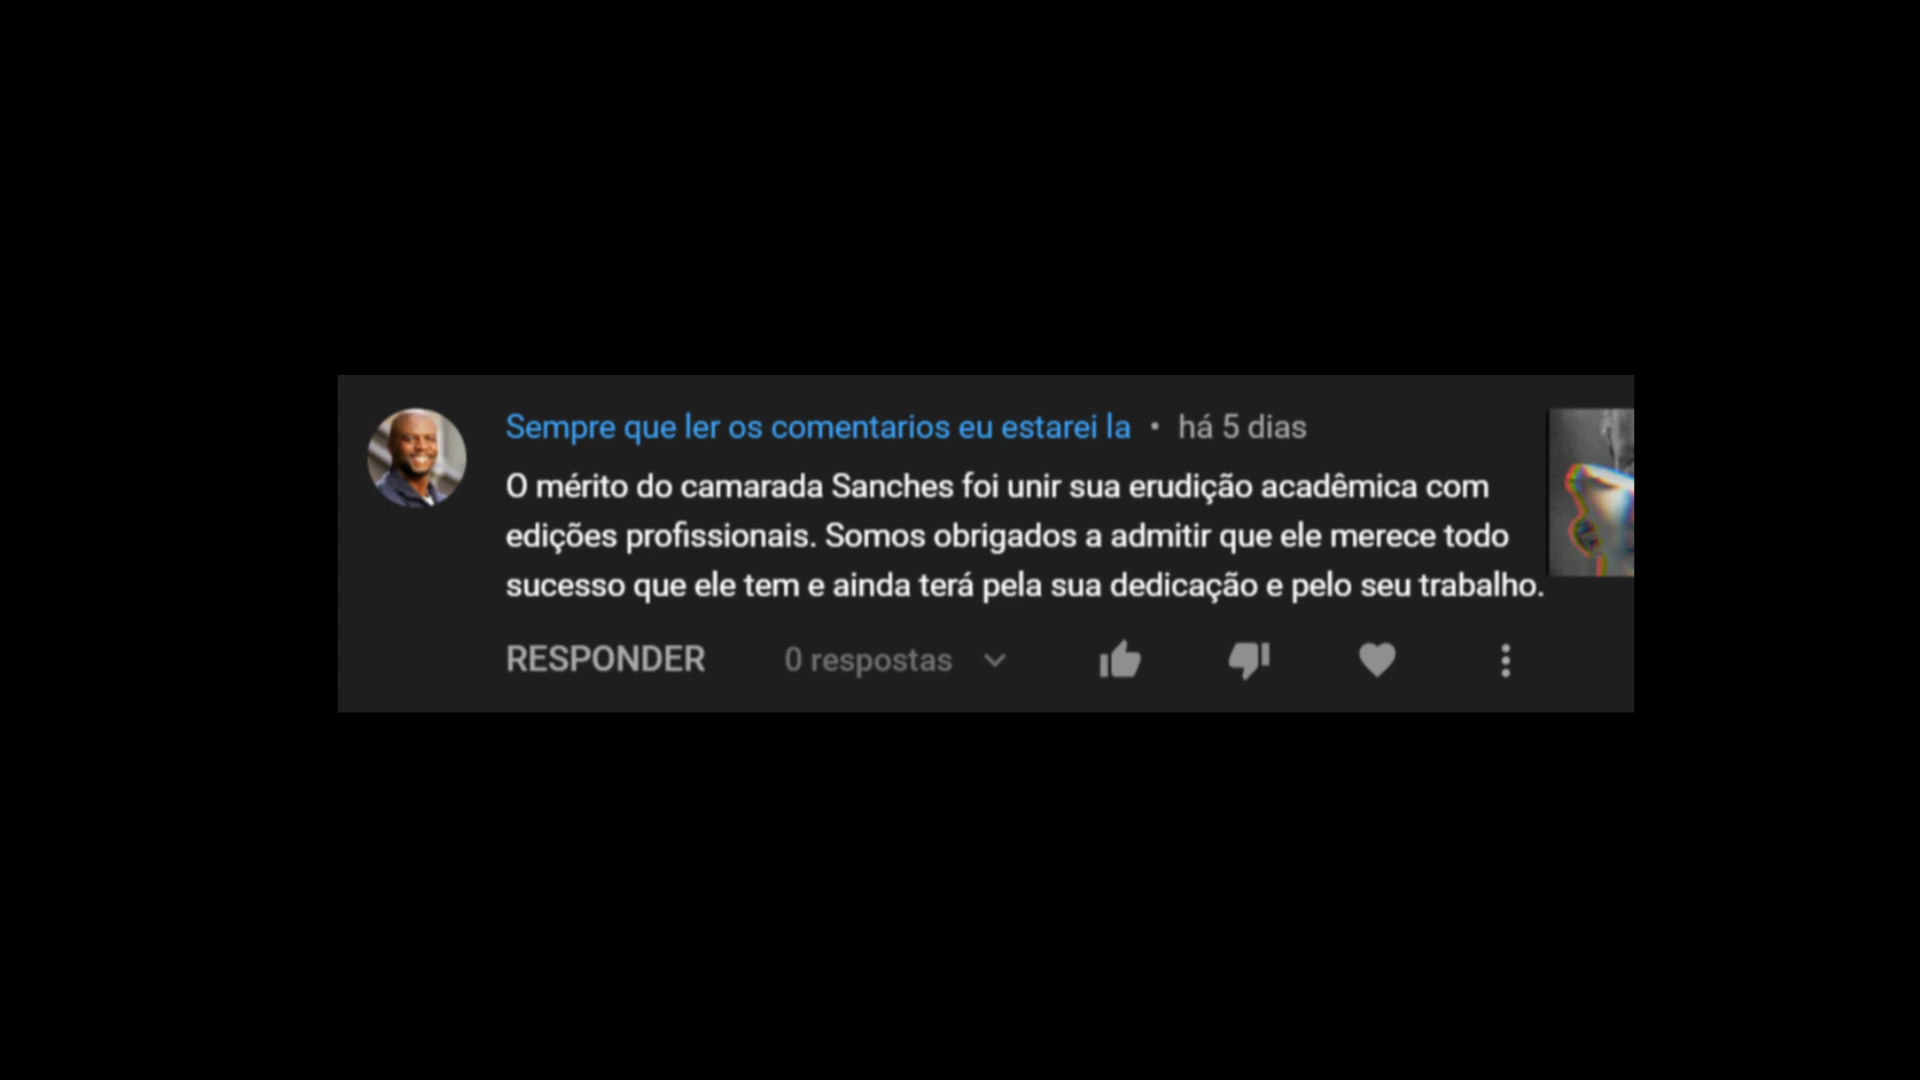 Sempre que ler os comentarios eu estarei la • há 5 dias
O mérito do camarada Sanches foi unir sua erudição acadêmica com
edições profissionais. Somos obrigados a admitir que ele merece todo
sucesso que ele tem e ainda terá pela sua dedicação e pelo seu trabalho.
RESPONDER 0 respostas